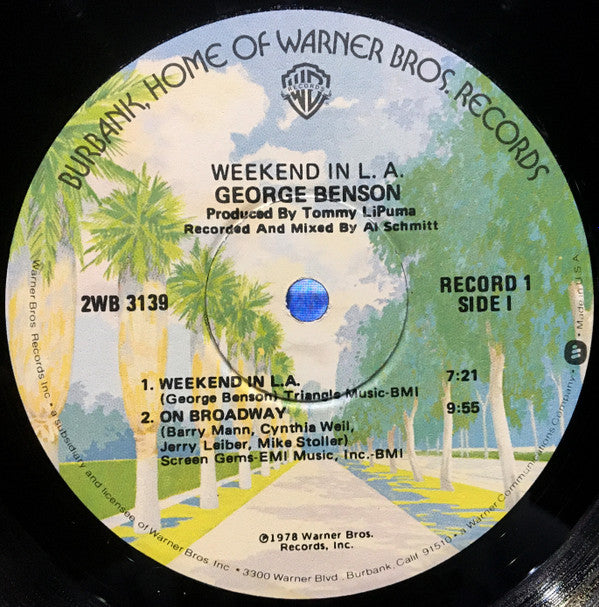 BURBANK, HOME OF WARNER BROS. RECORDS
WB
RECORDS
WEEKEND IN L. A.
GEORGE BENSON
Produced By Tommy LiPuma
Recorded And Mixed By Al Schmitt
2WB 3139
RECORD 1
SIDE I
1. WEEKEND IN L.A. 7:21
(George Benson) Triangle Music-BMI
2. ON BROADWAY 9:55
(Barry Mann, Cynthia Weil,
Jerry Leiber, Mike Stoller)
Screen Gems-EMI Music, Inc.-BMI
℗1978 Warner Bros.
Records, Inc.
Warner Bros. Records Inc. • a subsidiary and licensee of Warner Bros. Inc. • 3300 Warner Blvd., Burbank, Calif. 91510 • a Warner Communications Company • Made in U.S.A.